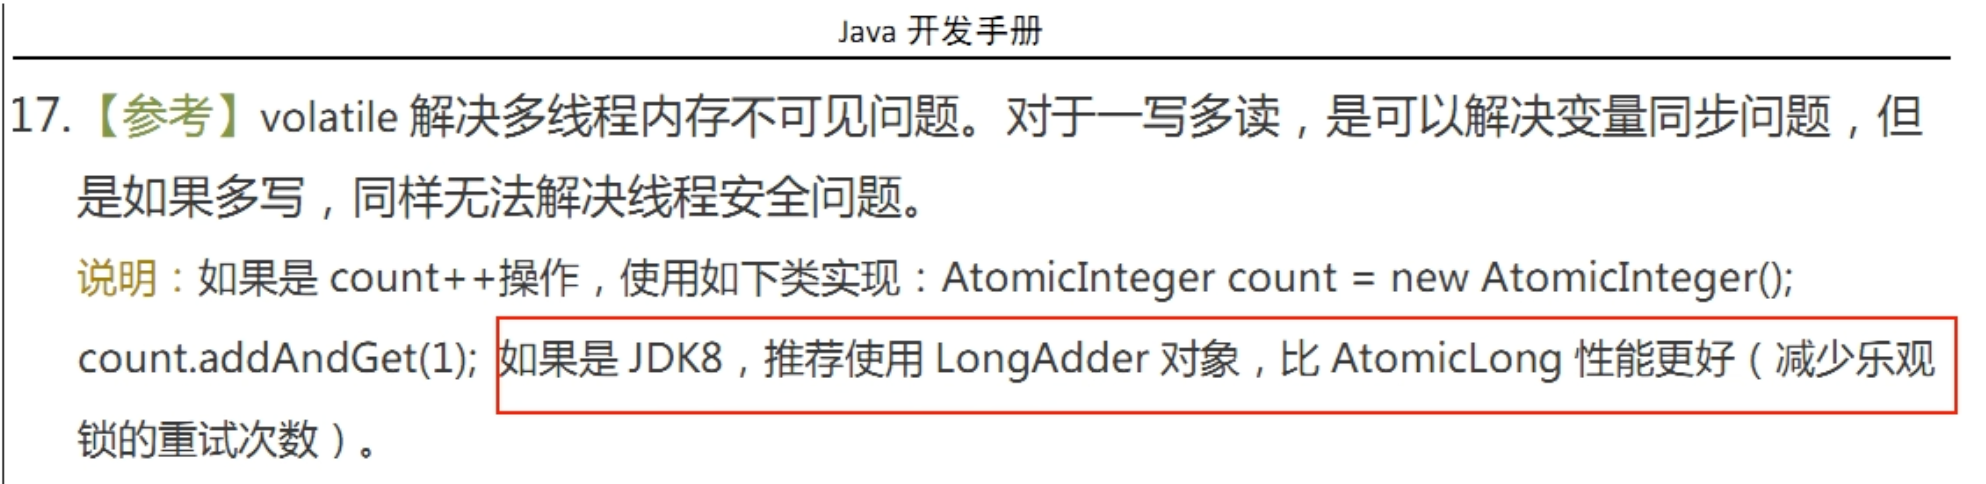 Java 开发手册
17.【参考】volatile 解决多线程内存不可见问题。对于一写多读，是可以解决变量同步问题，但
是如果多写，同样无法解决线程安全问题。
说明：如果是 count++操作，使用如下类实现：AtomicInteger count = new AtomicInteger();
count.addAndGet(1); 如果是 JDK8，推荐使用 LongAdder 对象，比 AtomicLong 性能更好（减少乐观
锁的重试次数）。